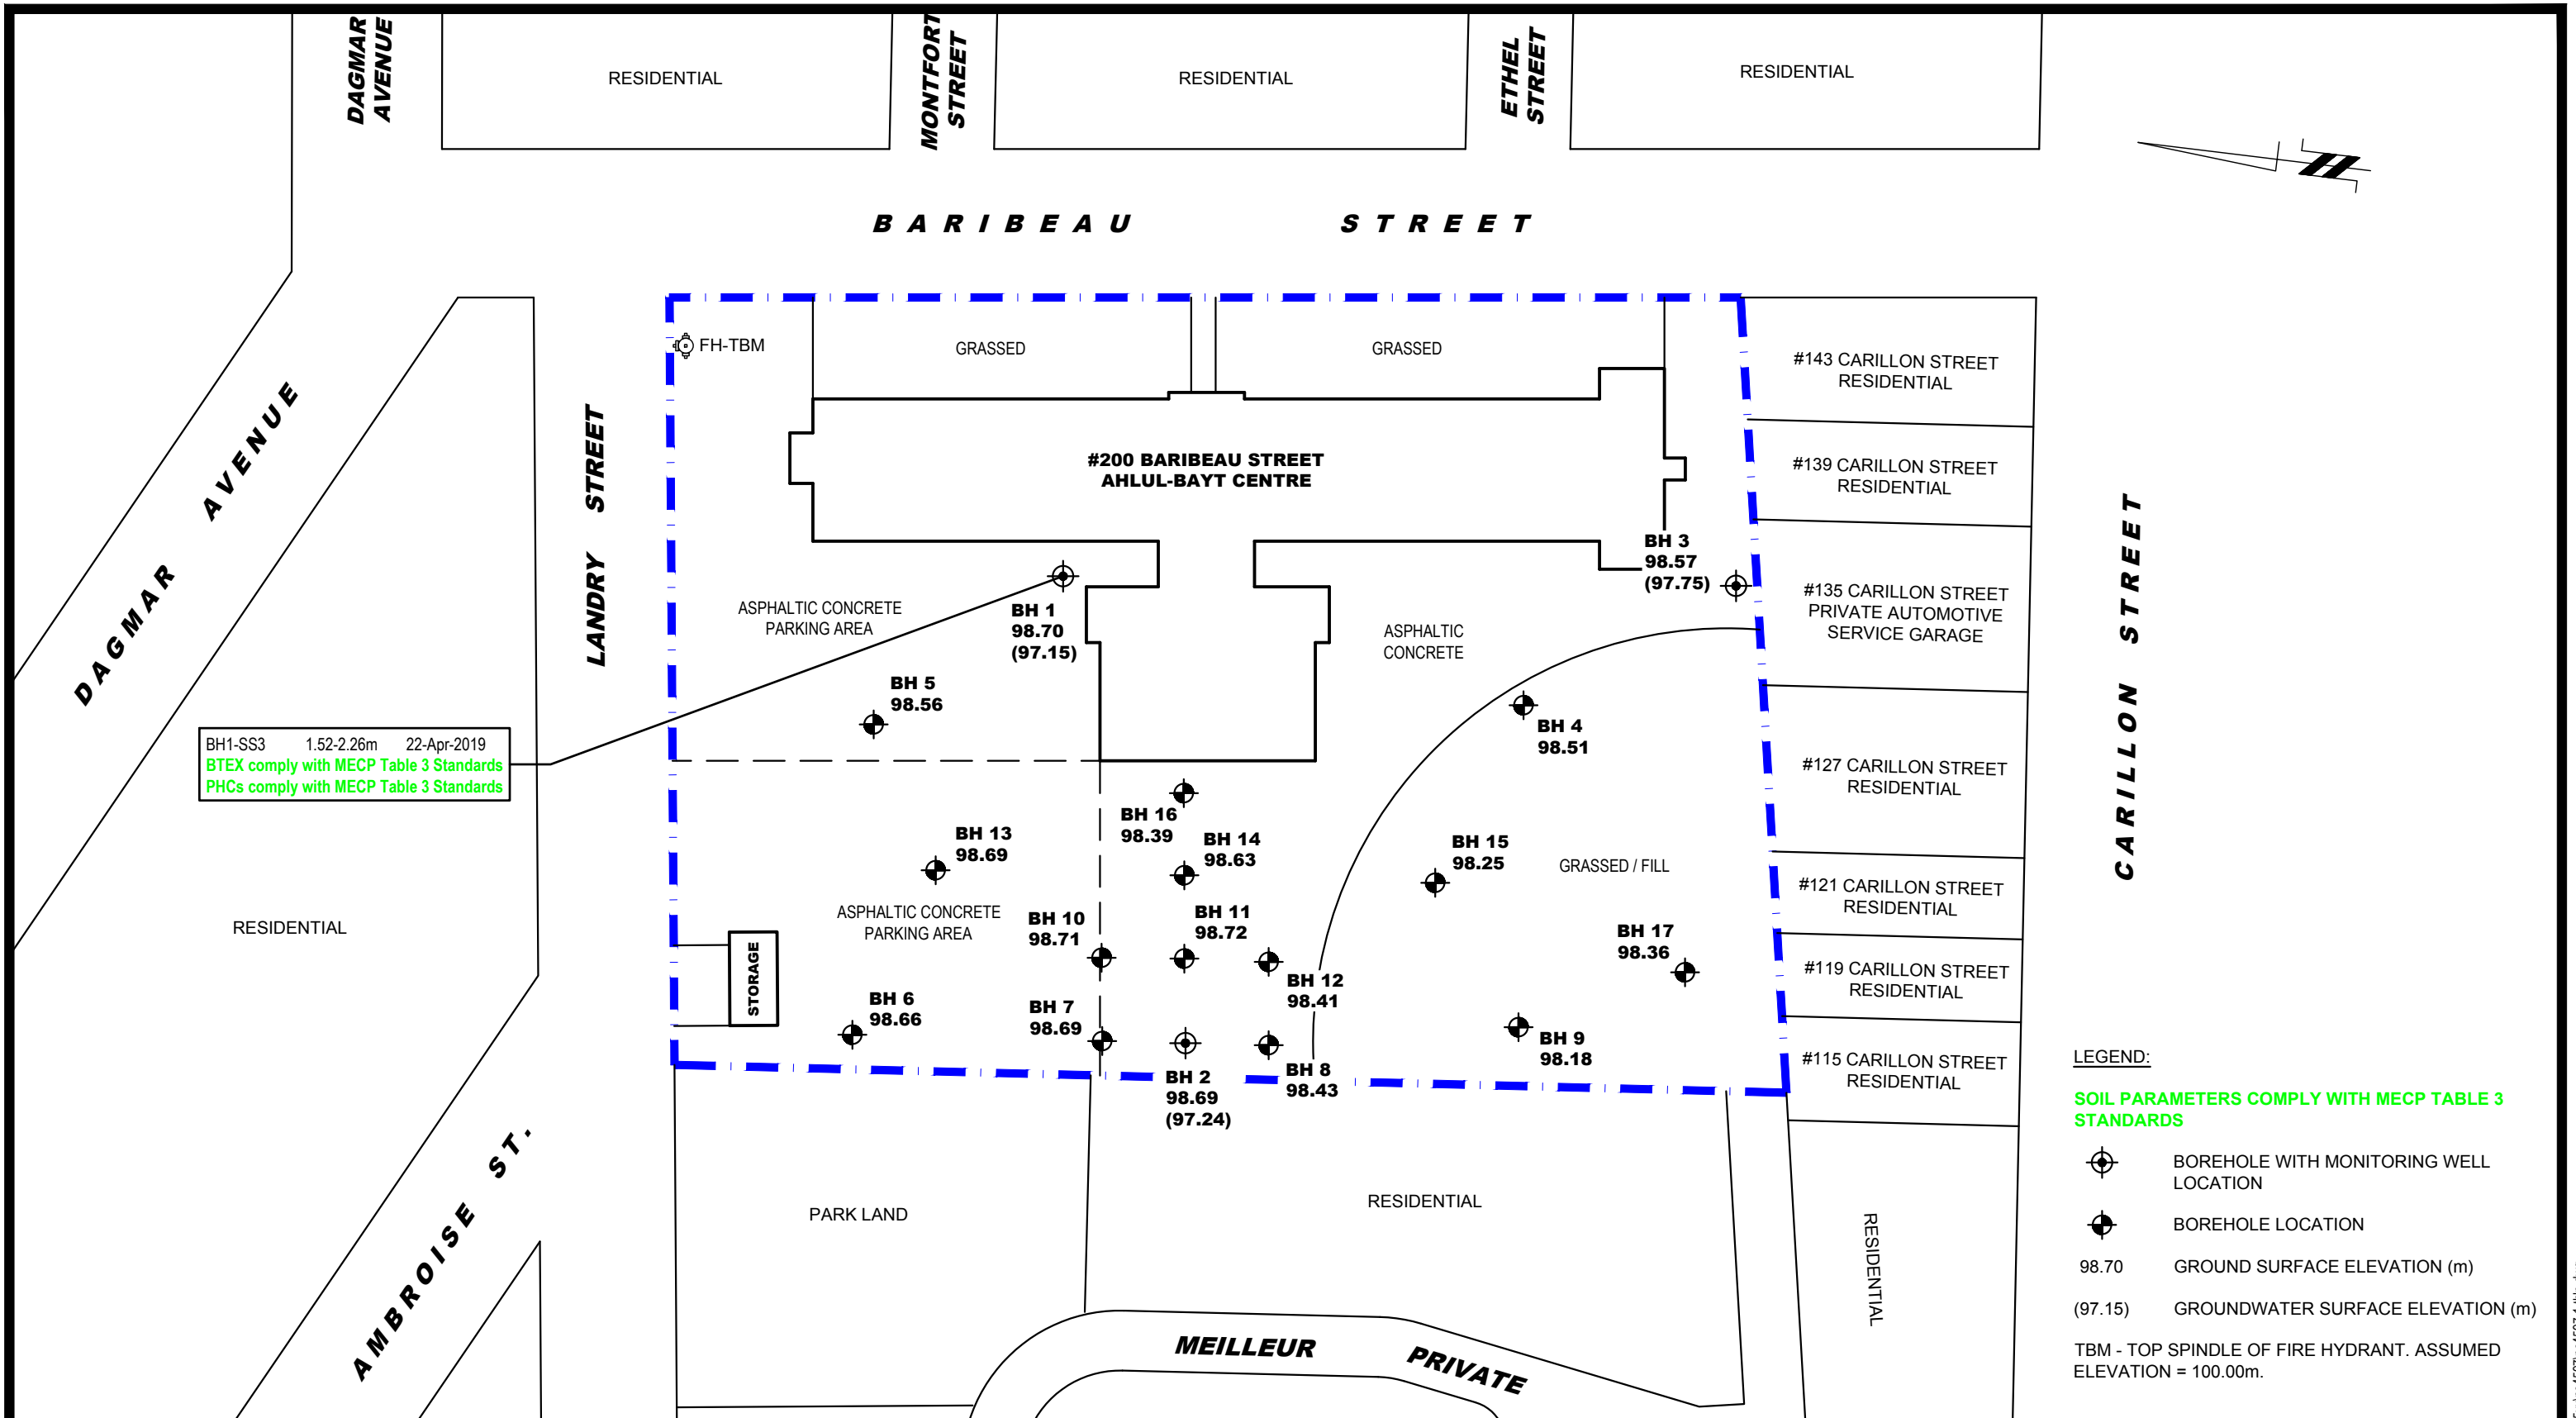 DAGMAR
AVENUE
RESIDENTIAL
MONTFORT
STREET
RESIDENTIAL
ETHEL
STREET
RESIDENTIAL
BARIBEAU STREET
FH-TBM
GRASSED
GRASSED
#143 CARILLON STREET
RESIDENTIAL
DAGMAR AVENUE
LANDRY STREET
#200 BARIBEAU STREET
AHLUL-BAYT CENTRE
#139 CARILLON STREET
RESIDENTIAL
CARILLON STREET
BH 3
98.57
(97.75)
#135 CARILLON STREET
PRIVATE AUTOMOTIVE
SERVICE GARAGE
ASPHALTIC CONCRETE
PARKING AREA
BH 1
98.70
(97.15)
ASPHALTIC
CONCRETE
BH 5
98.56
BH 4
98.51
BH1-SS3 1.52-2.26m 22-Apr-2019
BTEX comply with MECP Table 3 Standards
PHCs comply with MECP Table 3 Standards
#127 CARILLON STREET
RESIDENTIAL
BH 16
98.39
BH 13
98.69
BH 14
98.63
BH 15
98.25
GRASSED / FILL
#121 CARILLON STREET
RESIDENTIAL
RESIDENTIAL
ASPHALTIC CONCRETE
PARKING AREA
BH 10
98.71
BH 11
98.72
BH 17
98.36
STORAGE
BH 12
98.41
#119 CARILLON STREET
RESIDENTIAL
BH 6
98.66
BH 7
98.69
BH 9
98.18
#115 CARILLON STREET
RESIDENTIAL
BH 2
98.69
(97.24)
BH 8
98.43
AMBROISE ST.
PARK LAND
RESIDENTIAL
RESIDENTIAL
MEILLEUR PRIVATE
LEGEND:
SOIL PARAMETERS COMPLY WITH MECP TABLE 3
STANDARDS
BOREHOLE WITH MONITORING WELL
LOCATION
BOREHOLE LOCATION
98.70 GROUND SURFACE ELEVATION (m)
(97.15) GROUNDWATER SURFACE ELEVATION (m)
TBM - TOP SPINDLE OF FIRE HYDRANT. ASSUMED
ELEVATION = 100.00m.